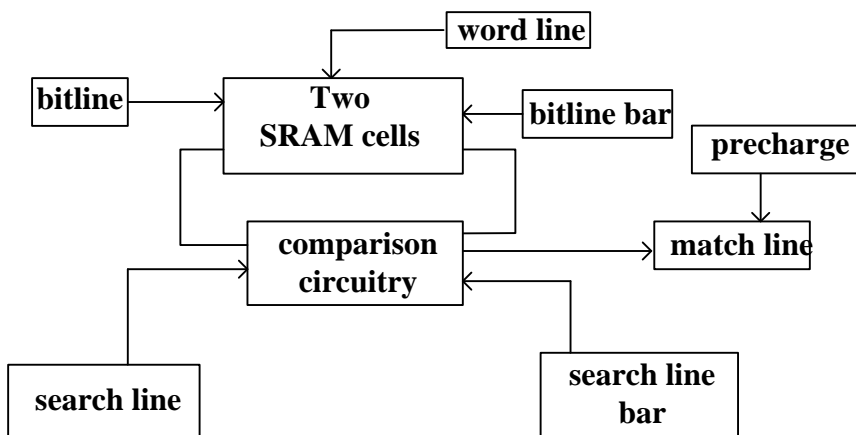 word line
bitline
Two
SRAM cells
bitline bar
precharge
comparison
circuitry
match line
search line
search line
bar